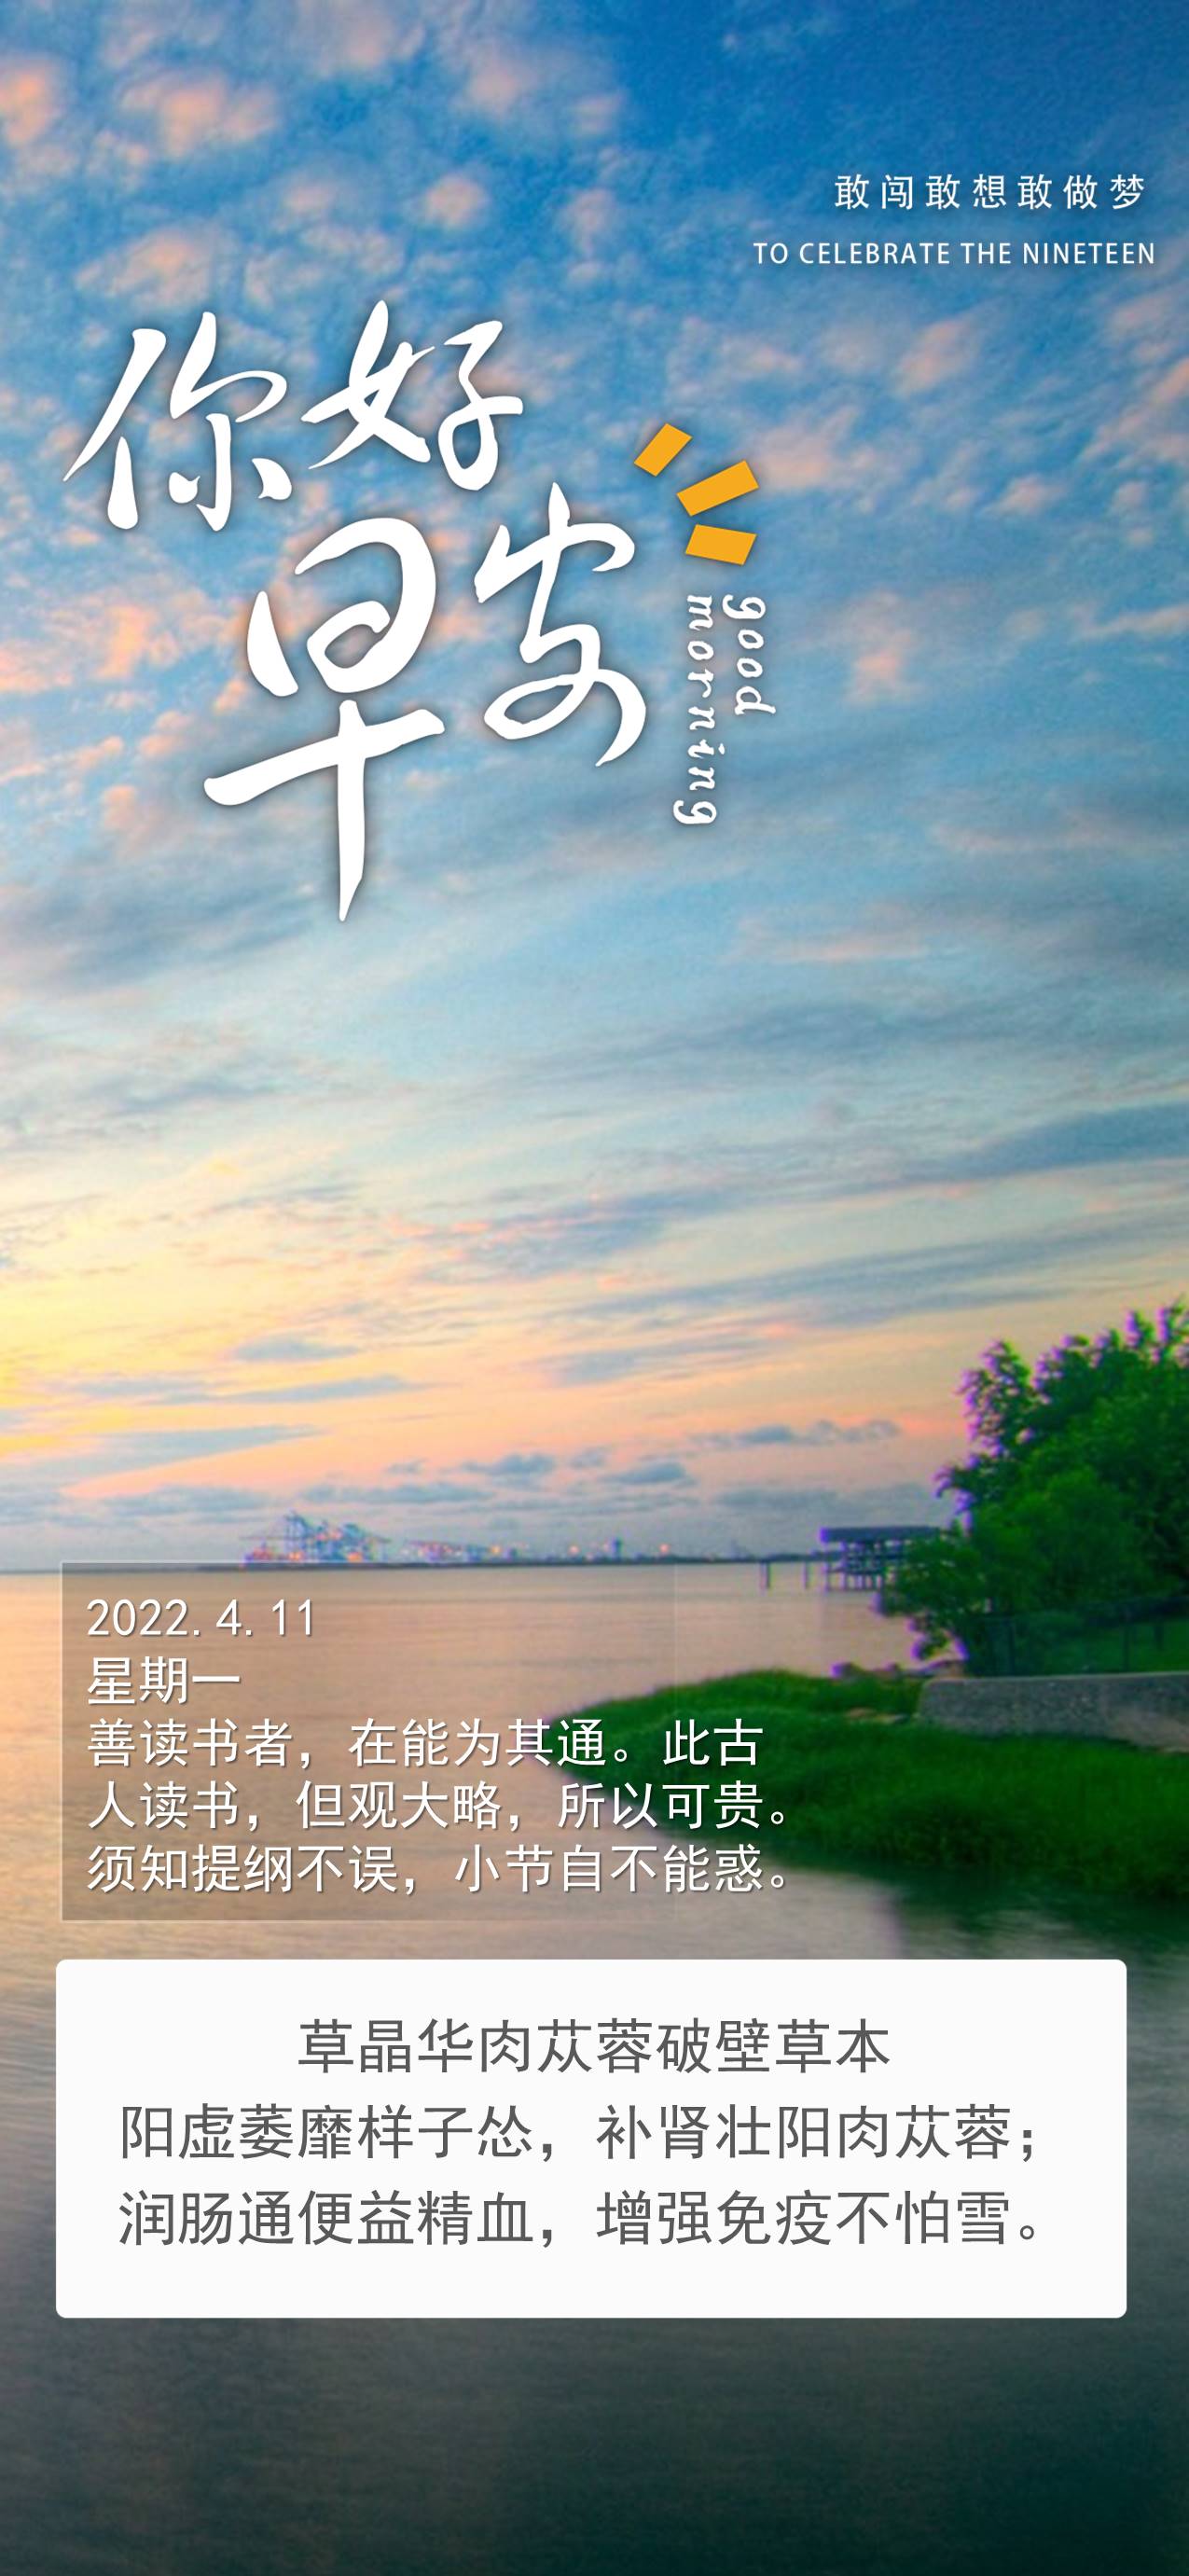 敢闯敢想敢做梦
TO CELEBRATE THE NINETEEN
你好
早安
good
morning
2022.4.11
星期一
善读书者，在能为其通。此古
人读书，但观大略，所以可贵。
须知提纲不误，小节自不能惑。
草晶华肉苁蓉破壁草本
阳虚萎靡样子怂，补肾壮阳肉苁蓉；
润肠通便益精血，增强免疫不怕雪。